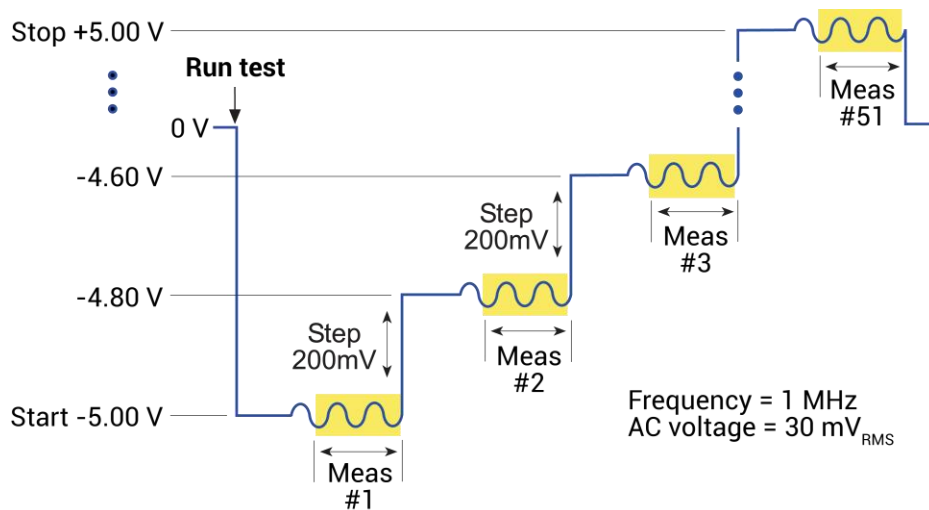 Stop +5.00 V
Run test
0 V
-4.60 V
-4.80 V
Start -5.00 V
Step
200mV
Meas
#1
Step
200mV
Meas
#2
Meas
#3
Meas
#51
Frequency = 1 MHz
AC voltage = 30 mVRMS